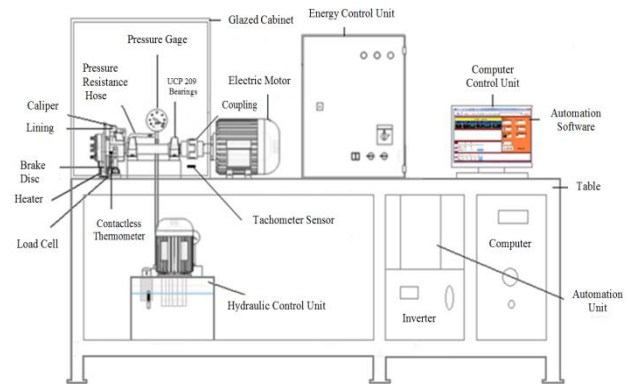 Glazed Cabinet
Energy Control Unit
Pressure Gage
Pressure
Resistance
Hose
UCP 209
Bearings
Electric Motor
Coupling
Computer
Control Unit
Caliper
Lining
Automation
Software
Brake
Disc
Heater
Load Cell
Contactless
Thermometer
Tachometer Sensor
Table
Computer
Hydraulic Control Unit
Inverter
Automation
Unit